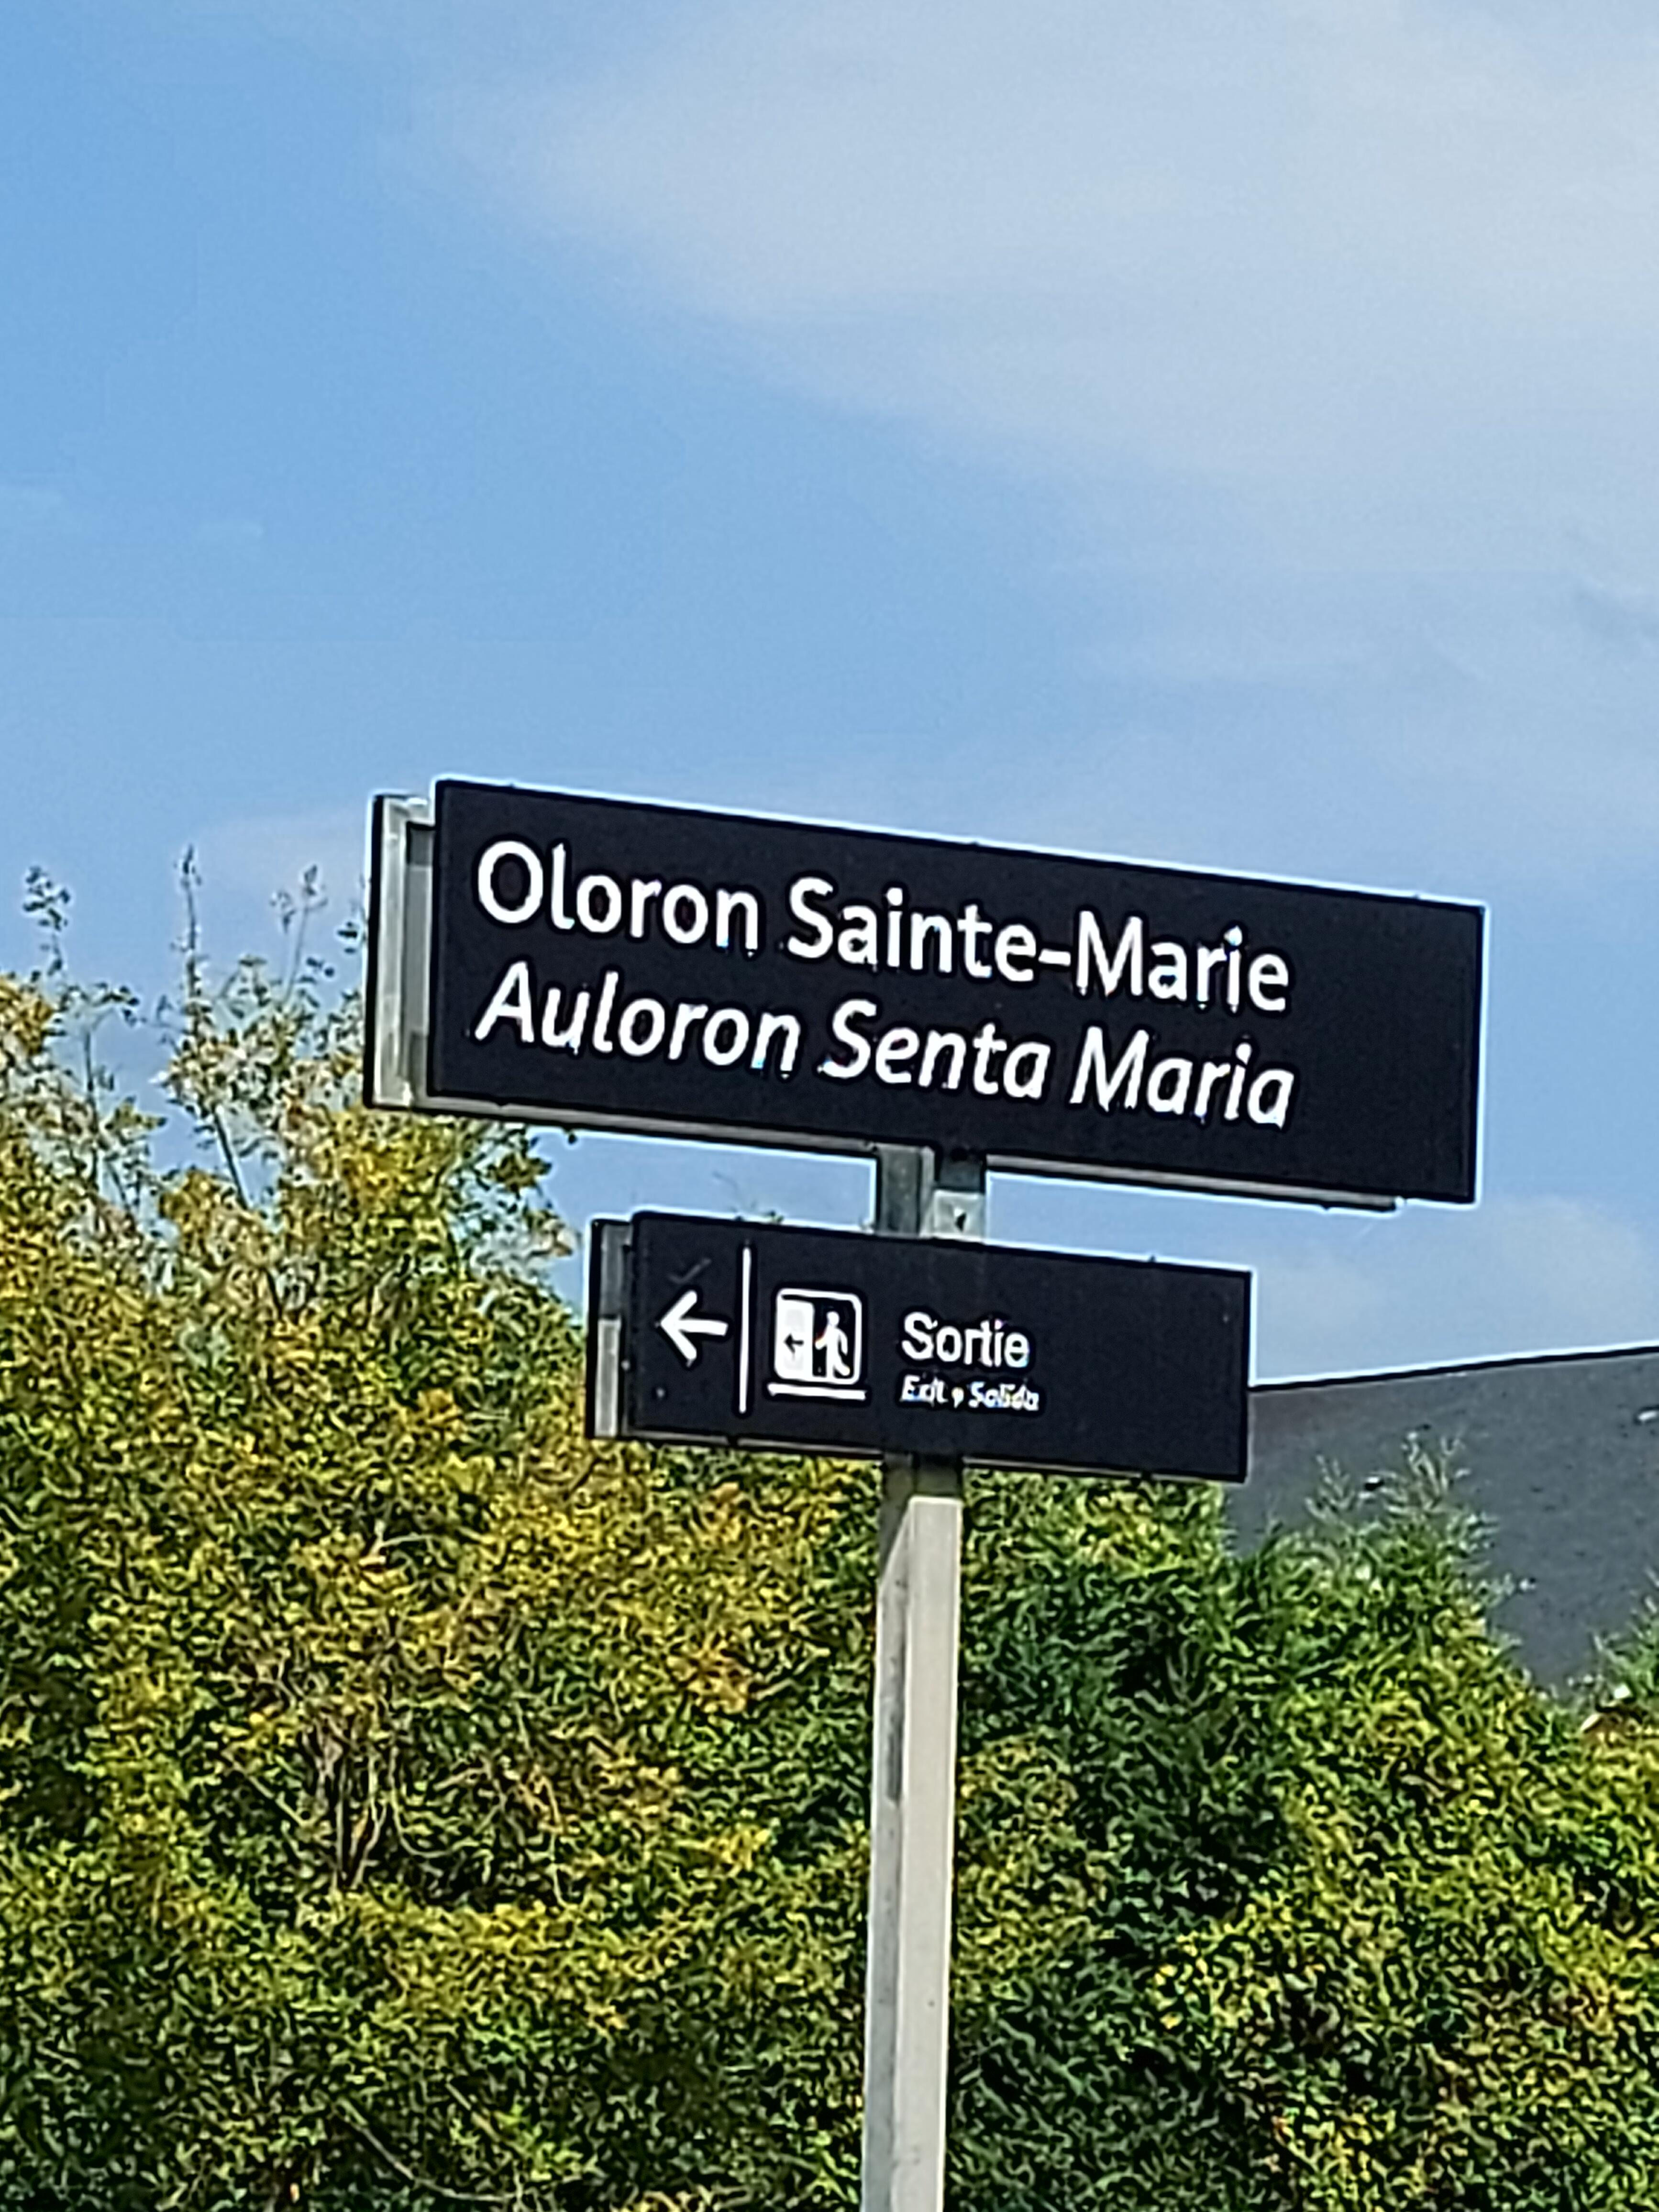 Oloron Sainte-Marie
Auloron Senta Maria
Sortie
Exit • Salida